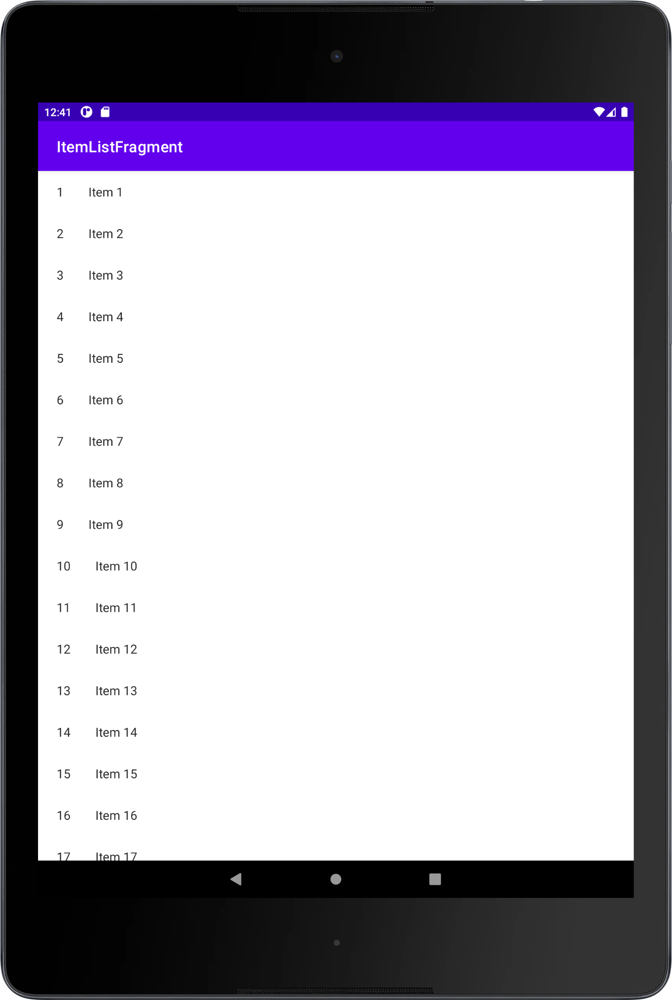 12:41
ItemListFragment
1 Item 1
2 Item 2
3 Item 3
4 Item 4
5 Item 5
6 Item 6
7 Item 7
8 Item 8
9 Item 9
10 Item 10
11 Item 11
12 Item 12
13 Item 13
14 Item 14
15 Item 15
16 Item 16
17 Item 17